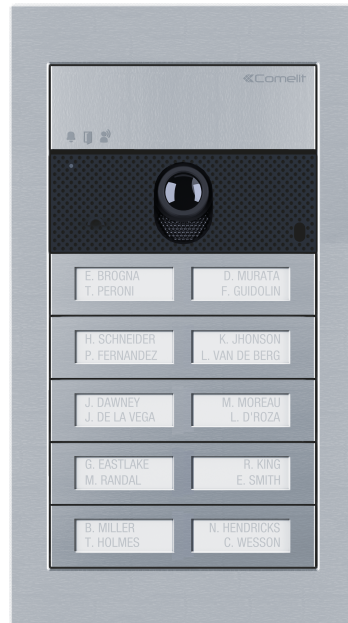 Comelit
E. BROGNA
T. PERONI
D. MURATA
F. GUIDOLIN
H. SCHNEIDER
P. FERNANDEZ
K. JHONSON
L. VAN DE BERG
J. DAWNEY
J. DE LA VEGA
M. MOREAU
L. D'ROZA
G. EASTLAKE
M. RANDAL
R. KING
E. SMITH
B. MILLER
T. HOLMES
N. HENDRICKS
C. WESSON